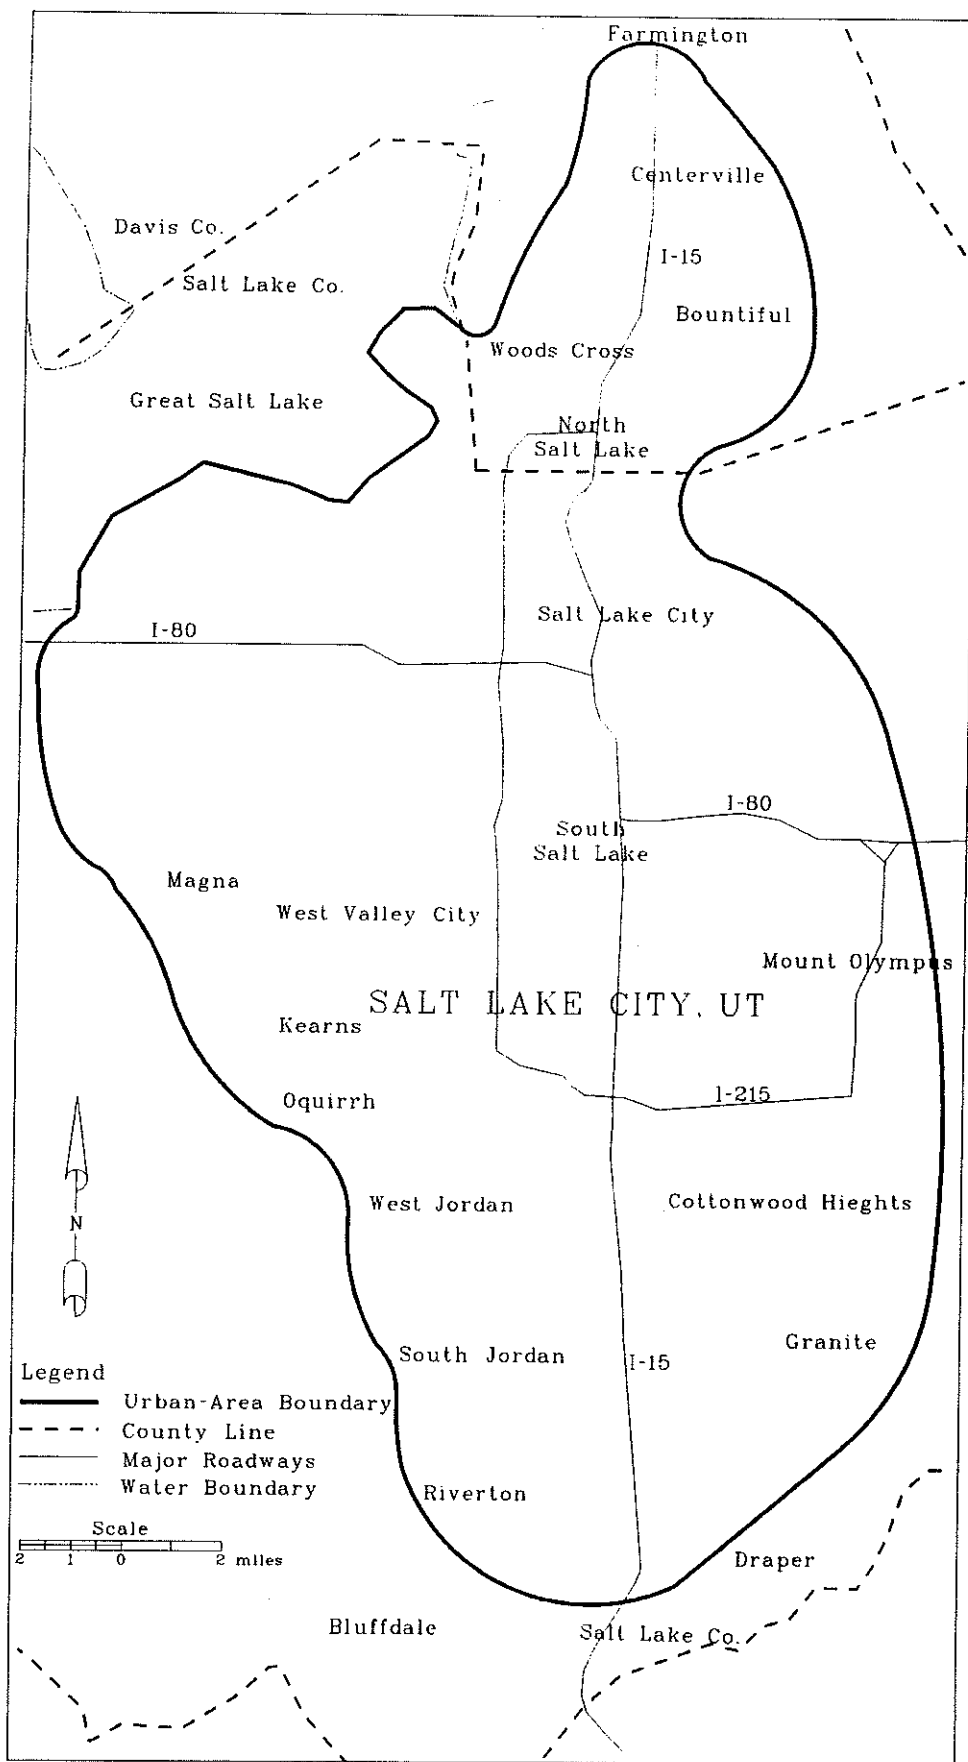 Farmington
Centerville
Davis Co.
I-15
Salt Lake Co.
Bountiful
Woods Cross
Great Salt Lake
North
Salt Lake
Salt Lake City
I-80
I-80
South
Salt Lake
Magna
West Valley City
Mount Olympus
SALT LAKE CITY, UT
Kearns
I-215
Oquirrh
West Jordan
Cottonwood Hieghts
N
Granite
South Jordan
I-15
Legend
Urban-Area Boundary
County Line
Major Roadways
Water Boundary
Riverton
Scale
2 1 0 2 miles
Draper
Bluffdale
Salt Lake Co.